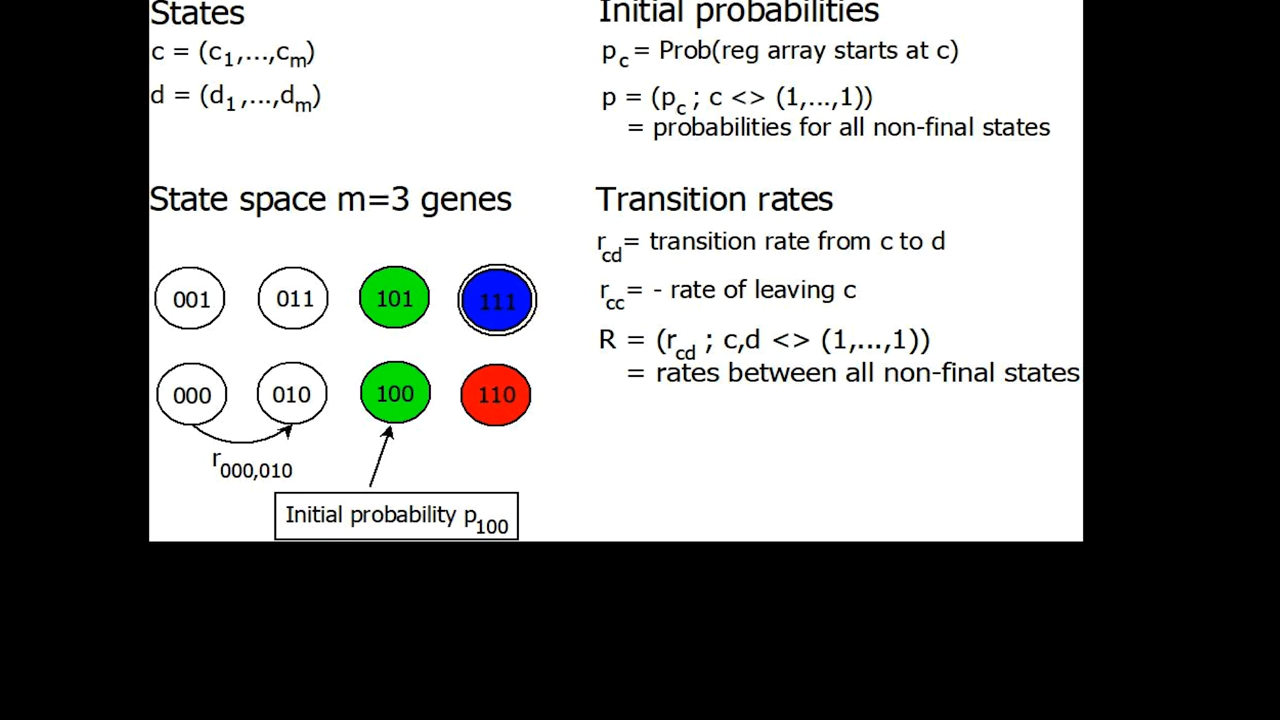 States
c = (c1,...,cm)
d = (d1,...,dm)
Initial probabilities
pc = Prob(reg array starts at c)
p = (pc ; c <> (1,...,1))
= probabilities for all non-final states
State space m=3 genes
001 011 101 111
000 010 100 110
r000,010
Initial probability p100
Transition rates
rcd= transition rate from c to d
rcc= - rate of leaving c
R = (rcd ; c,d <> (1,...,1))
= rates between all non-final states